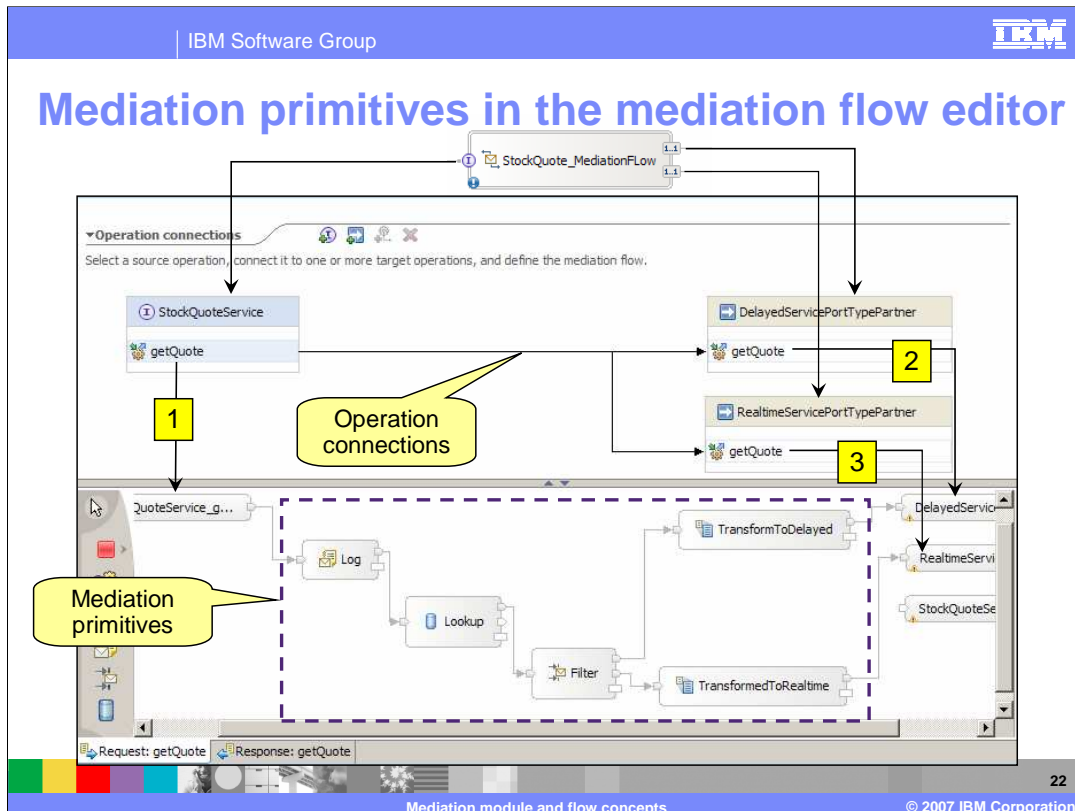 IBM Software Group
IBM
Mediation primitives in the mediation flow editor
I
StockQuote_MediationFLow
1..1
1..1
Operation connections
Select a source operation, connect it to one or more target operations, and define the mediation flow.
I StockQuoteService
getQuote
DelayedServicePortTypePartner
getQuote
2
1
Operation
connections
RealtimeServicePortTypePartner
getQuote
3
QuoteService_g...
DelayedService
TransformToDelayed
Log
RealtimeServi
Mediation
primitives
Lookup
StockQuoteSe
Filter
TransformedToRealtime
Request: getQuote
Response: getQuote
22
Mediation module and flow concepts
© 2007 IBM Corporation